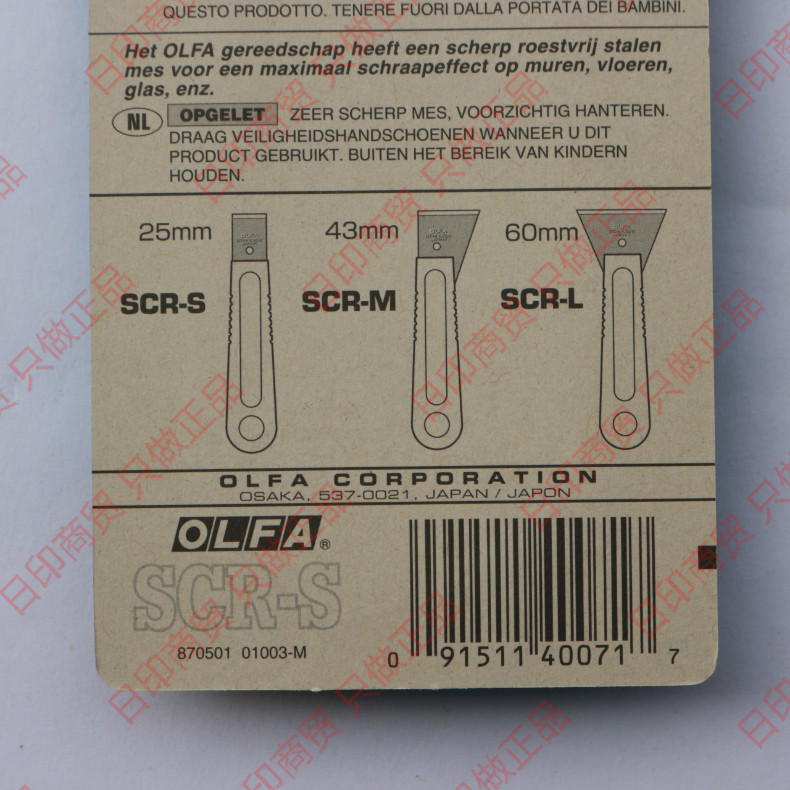 QUESTO PRODOTTO. TENERE FUORI DALLA PORTATA DEI BAMBINI.
Het OLFA gereedschap heeft een scherp roestvrij stalen
mes voor een maximaal schraapeffect op muren, vloeren,
glas, enz.
NL OPGELET ZEER SCHERP MES, VOORZICHTIG HANTEREN.
DRAAG VEILIGHEIDSHANDSCHOENEN WANNEER U DIT
PRODUCT GEBRUIKT. BUITEN HET BEREIK VAN KINDERN
HOUDEN.
25mm 43mm 60mm
SCR-S SCR-M SCR-L
OLFA CORPORATION
OSAKA, 537-0021, JAPAN / JAPON
OLFA®
SCR-S
870501 01003-M
0 91511 40071 7
日印商贸 只做正品